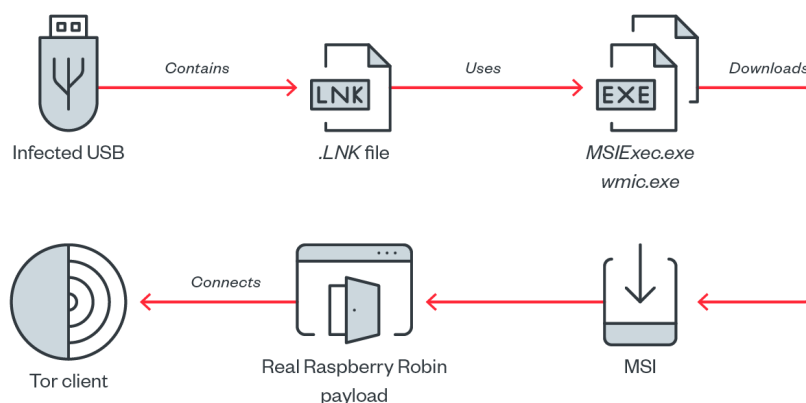 Contains
Uses
Downloads
LNK
EXE
Infected USB
.LNK file
MSIExec.exe
wmic.exe
Connects
Tor client
Real Raspberry Robin
payload
MSI